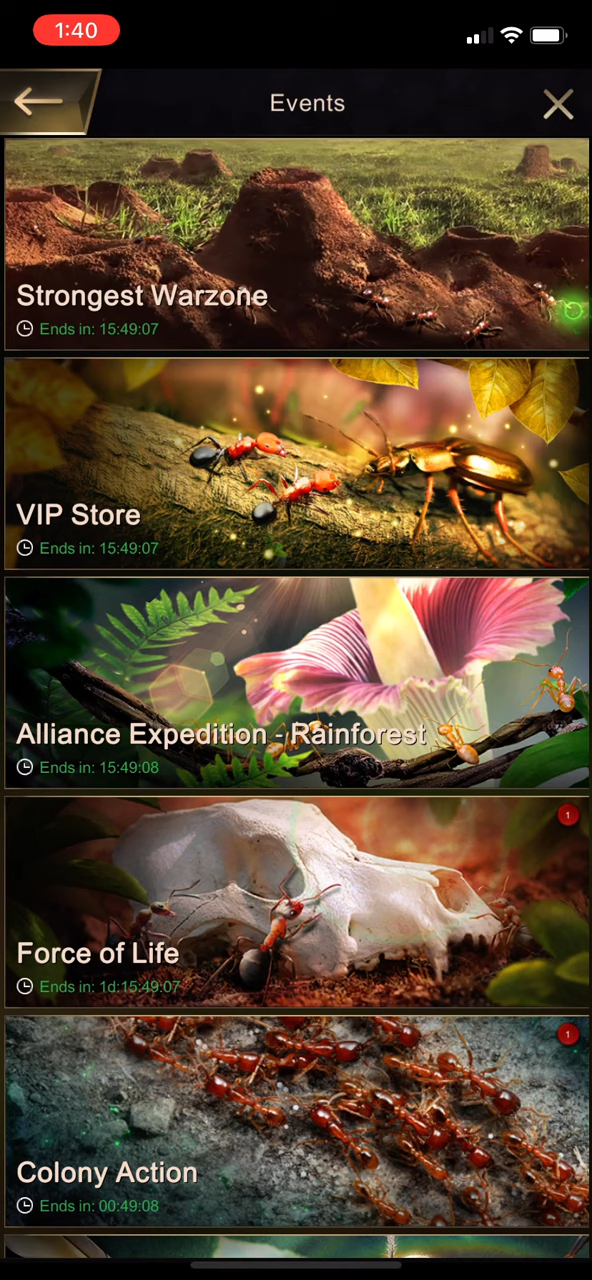 1:40
Events
Strongest Warzone
Ends in: 15:49:07
VIP Store
Ends in: 15:49:07
Alliance Expedition - Rainforest
Ends in: 15:49:08
1
Force of Life
Ends in: 1d:15:49:07
1
Colony Action
Ends in: 00:49:08